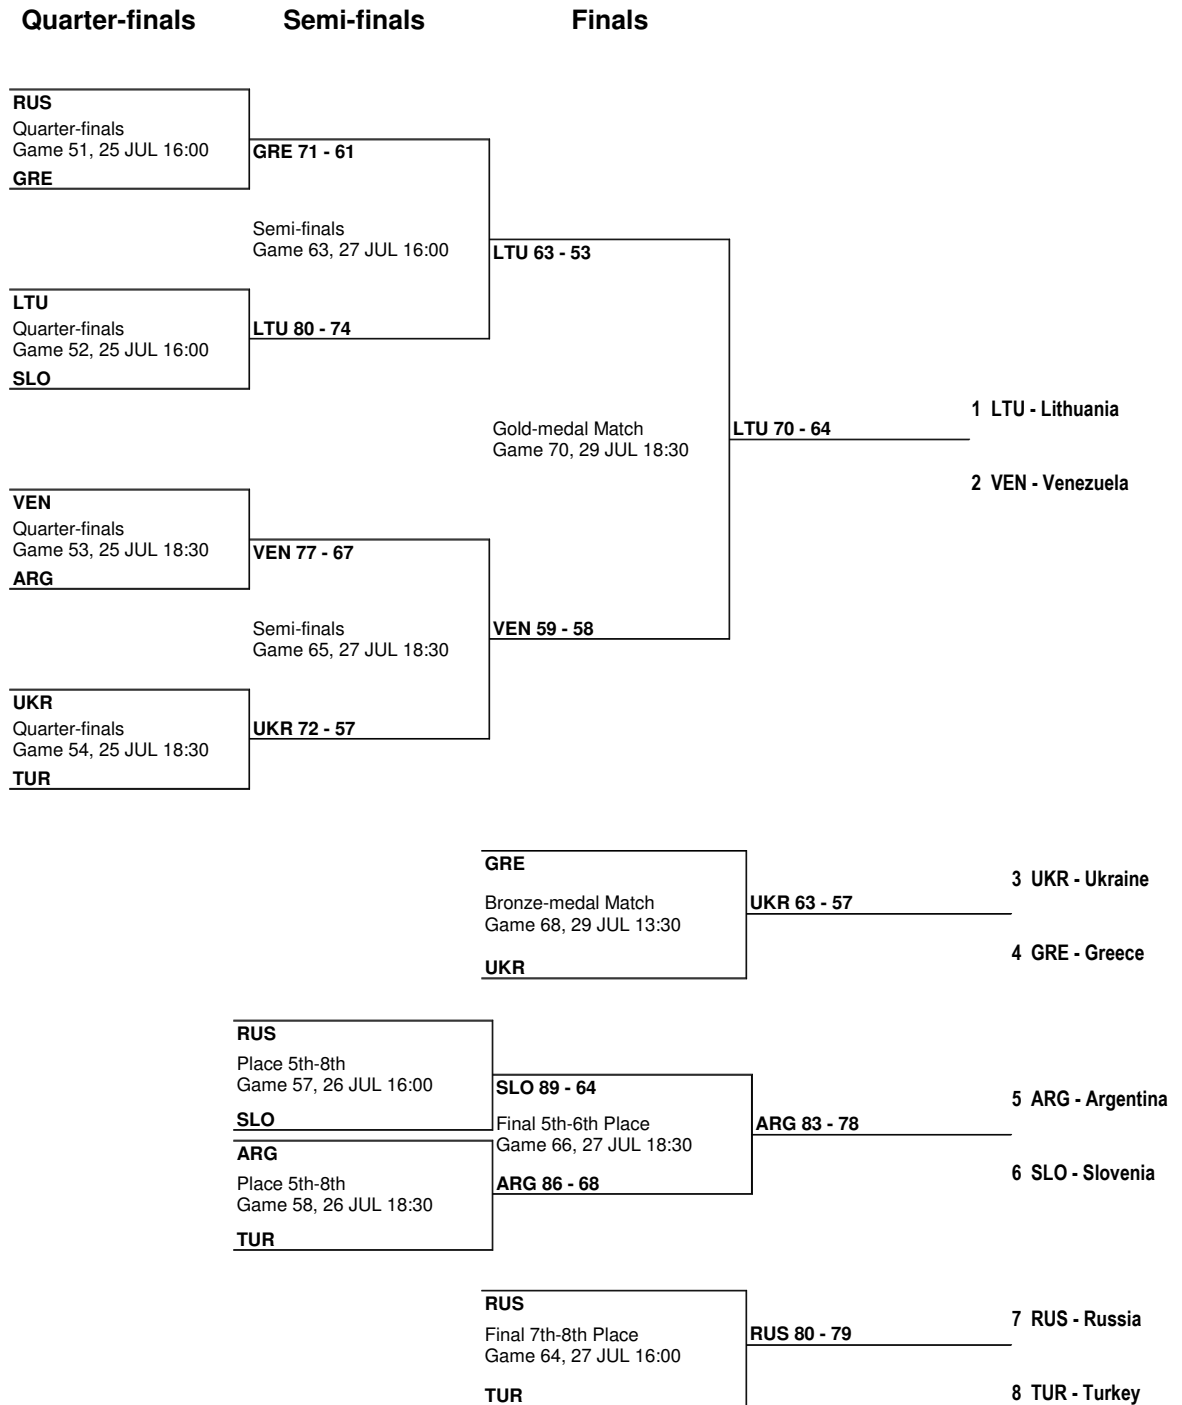 Quarter-finals Semi-finals Finals
RUS
Quarter-finals
Game 51, 25 JUL 16:00
GRE
GRE 71 - 61
Semi-finals
Game 63, 27 JUL 16:00
LTU 63 - 53
LTU
Quarter-finals
Game 52, 25 JUL 16:00
SLO
LTU 80 - 74
Gold-medal Match
Game 70, 29 JUL 18:30
LTU 70 - 64
1 LTU - Lithuania
2 VEN - Venezuela
VEN
Quarter-finals
Game 53, 25 JUL 18:30
ARG
VEN 77 - 67
Semi-finals
Game 65, 27 JUL 18:30
VEN 59 - 58
UKR
Quarter-finals
Game 54, 25 JUL 18:30
TUR
UKR 72 - 57
GRE
Bronze-medal Match
Game 68, 29 JUL 13:30
UKR
UKR 63 - 57
3 UKR - Ukraine
4 GRE - Greece
RUS
Place 5th-8th
Game 57, 26 JUL 16:00
SLO
SLO 89 - 64
Final 5th-6th Place
Game 66, 27 JUL 18:30
ARG 83 - 78
5 ARG - Argentina
6 SLO - Slovenia
ARG
Place 5th-8th
Game 58, 26 JUL 18:30
TUR
ARG 86 - 68
RUS
Final 7th-8th Place
Game 64, 27 JUL 16:00
TUR
RUS 80 - 79
7 RUS - Russia
8 TUR - Turkey